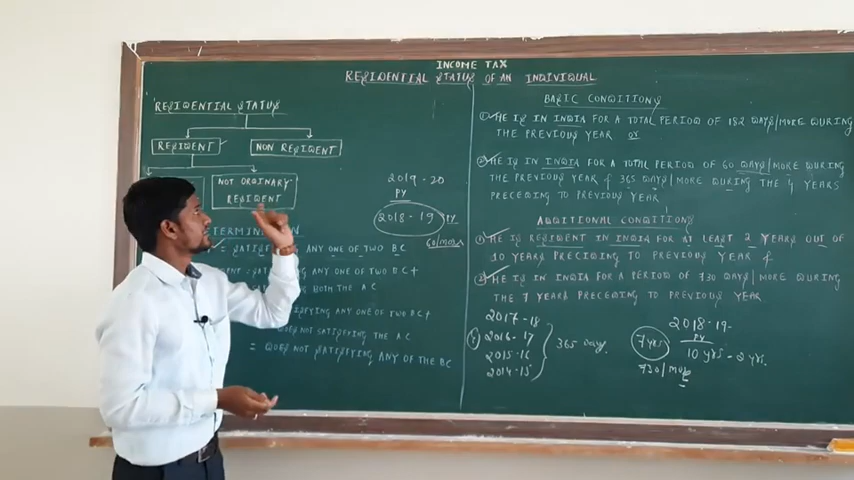 INCOME TAX
RESIDENTIAL STATUS OF AN INDIVIDUAL
RESIDENTIAL STATUS
RESIDENT
NON RESIDENT
NOT ORDINARY
RESIDENT
ANY ONE OF TWO BC
ANY ONE OF TWO BC +
BOTH THE AC
ANY ONE OF TWO BC +
DOES NOT SATISFYING THE AC
= DOES NOT SATISFYING ANY OF THE BC
2019-20
PY
2018-19 PY
BASIC CONDITIONS
① HE IS IN INDIA FOR A TOTAL PERIOD OF 182 DAYS/MORE DURING
THE PREVIOUS YEAR OR
② HE IS IN INDIA FOR A TOTAL PERIOD OF 60 DAYS/MORE DURING
THE PREVIOUS YEAR & 365 DAYS/MORE DURING THE 4 YEARS
PRECEDING TO PREVIOUS YEAR
ADDITIONAL CONDITIONS
① HE IS RESIDENT IN INDIA FOR AT LEAST 2 YEARS OUT OF
10 YEARS PRECEDING TO PREVIOUS YEAR &
② HE IS IN INDIA FOR A PERIOD OF 730 DAYS/MORE DURING
THE 7 YEARS PRECEDING TO PREVIOUS YEAR
2017-18
2016-17
2015-16
2014-15
365 days
2018-19
PY
7 yrs
10 yrs - 2 yrs.
730/more